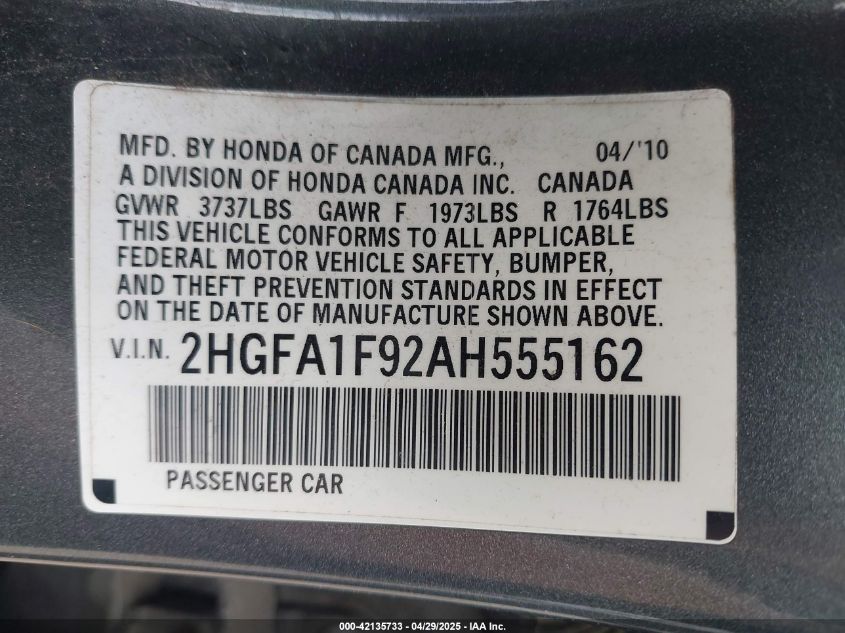 MFD. BY HONDA OF CANADA MFG., 04/'10
A DIVISION OF HONDA CANADA INC. CANADA
GVWR 3737LBS GAWR F 1973LBS R 1764LBS
THIS VEHICLE CONFORMS TO ALL APPLICABLE
FEDERAL MOTOR VEHICLE SAFETY, BUMPER,
AND THEFT PREVENTION STANDARDS IN EFFECT
ON THE DATE OF MANUFACTURE SHOWN ABOVE.
V.I.N. 2HGFA1F92AH555162
PASSENGER CAR
000-42135733 - 04/29/2025 - IAA Inc.